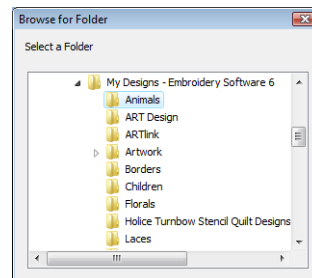 Browse for Folder
Select a Folder
My Designs - Embroidery Software 6
Animals
ART Design
ARTlink
Artwork
Borders
Children
Florals
Holice Turnbow Stencil Quilt Designs
Laces